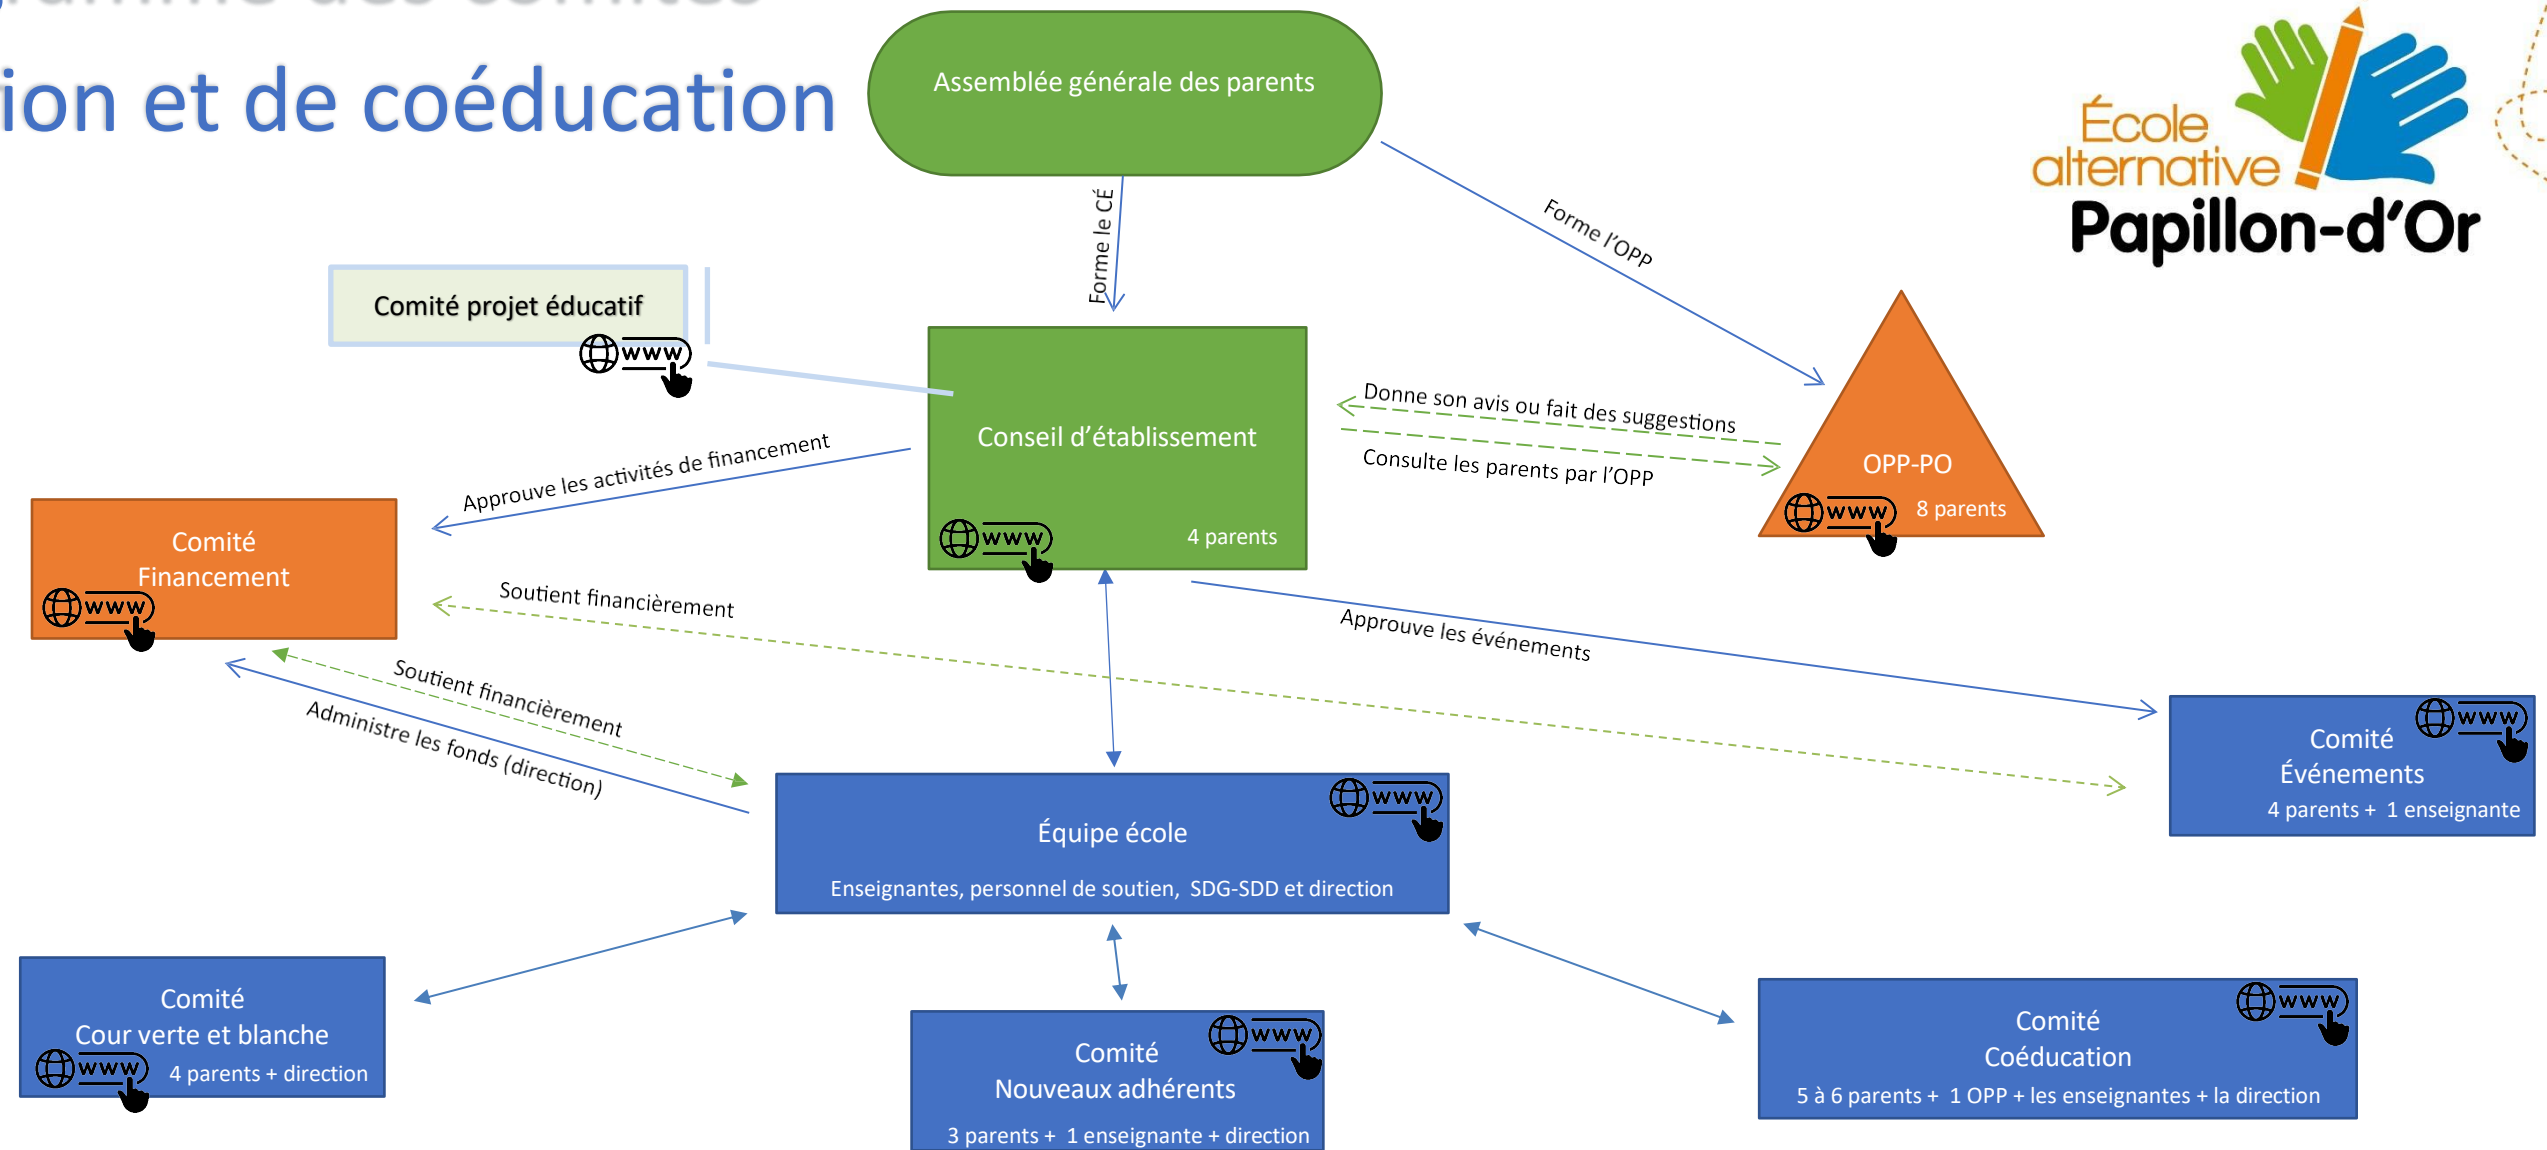 ion et de coéducation
École
alternative
Papillon-d'Or
Assemblée générale des parents
Forme le CÉ
Forme l'OPP
Comité projet éducatif
www
Conseil d'établissement
4 parents
www
Donne son avis ou fait des suggestions
Consulte les parents par l'OPP
OPP-PO
8 parents
www
Approuve les activités de financement
Comité
Financement
www
Soutient financièrement
Approuve les événements
Soutient financièrement
Administre les fonds (direction)
Comité
Événements
4 parents + 1 enseignante
www
Équipe école
Enseignantes, personnel de soutien, SDG-SDD et direction
www
Comité
Cour verte et blanche
4 parents + direction
www
Comité
Nouveaux adhérents
3 parents + 1 enseignante + direction
www
Comité
Coéducation
5 à 6 parents + 1 OPP + les enseignantes + la direction
www